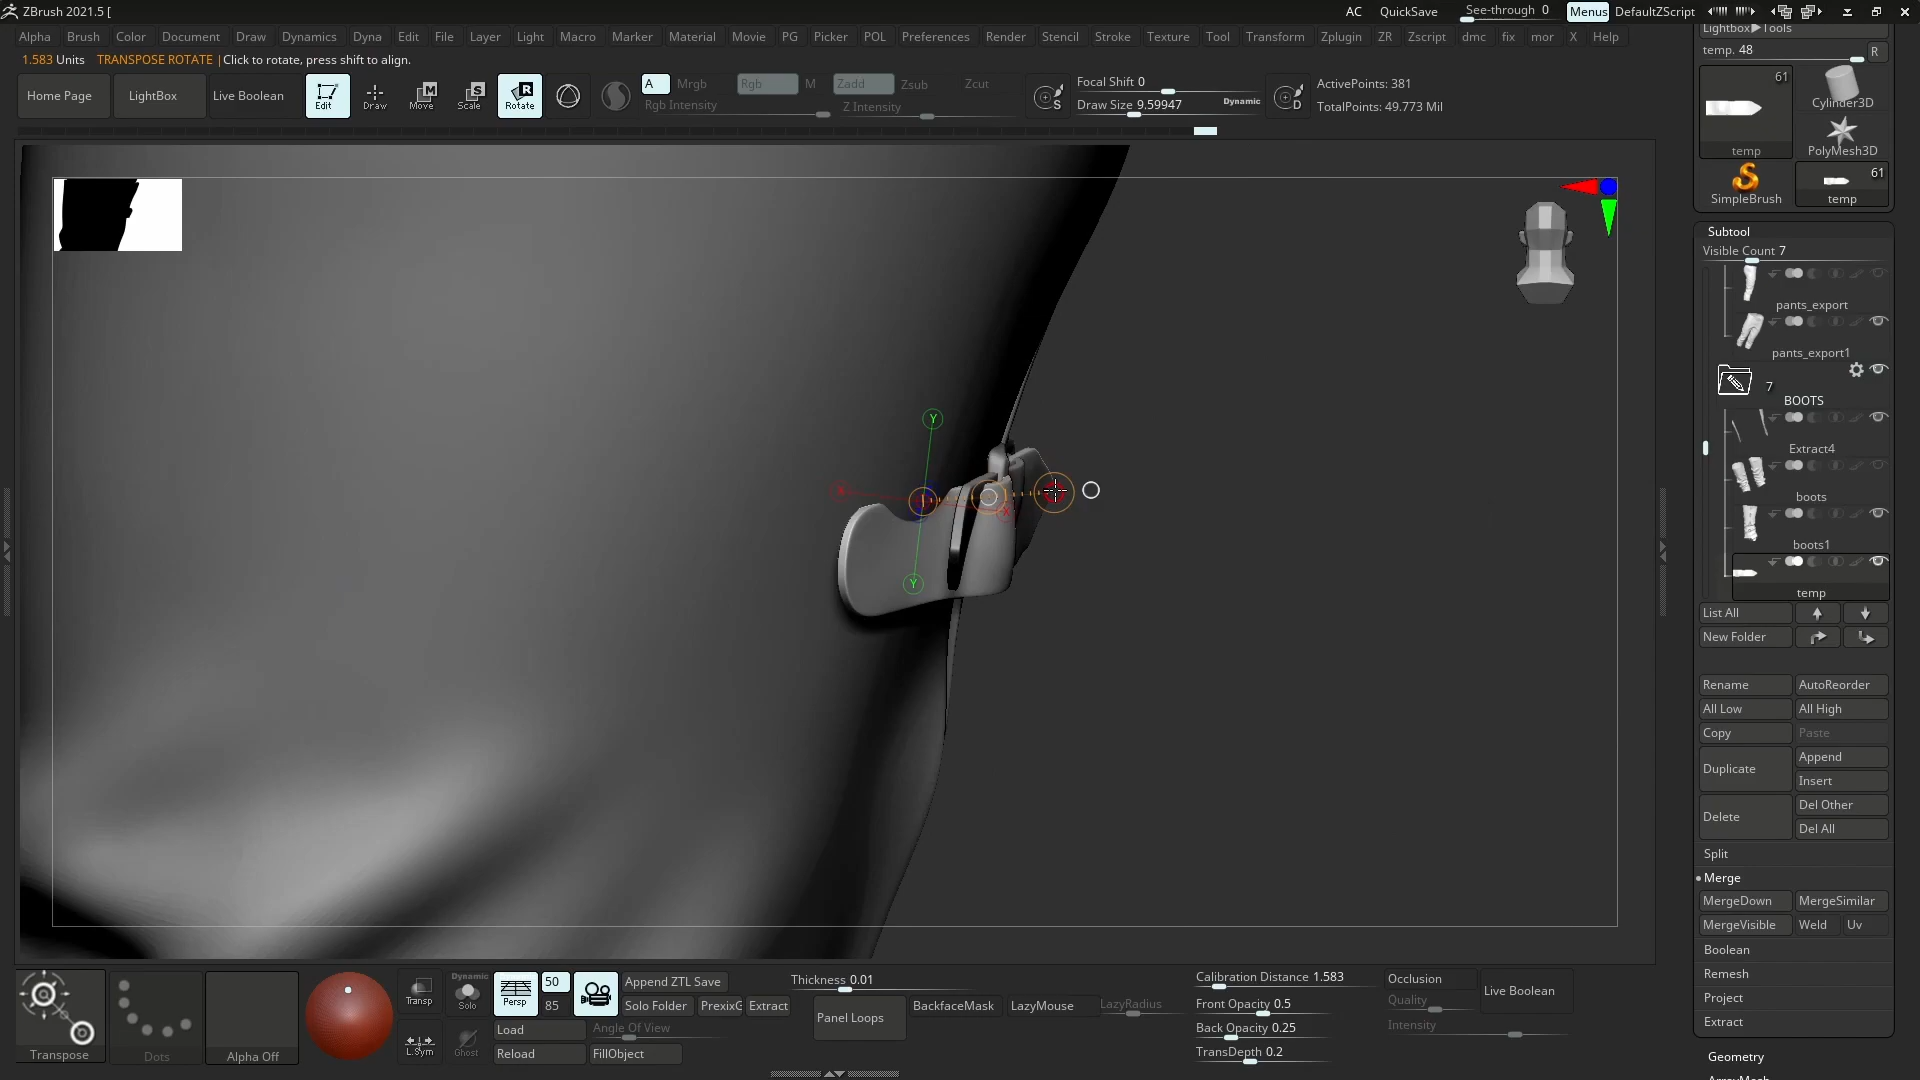 ZBrush 2021.5 [
AC QuickSave See-through 0 Menus DefaultZScript
Alpha Brush Color Document Draw Dynamics Dyna Edit File Layer Light Macro Marker Material Movie PG Picker POL Preferences Render Stencil Stroke Texture Tool Transform Zplugin ZR Zscript dmc fix mor X Help
1.583 Units TRANSPOSE ROTATE | Click to rotate, press shift to align.
Home Page LightBox Live Boolean Edit Draw Move Scale Rotate
A Mrgb Rgb M Zadd Zsub Zcut
Rgb Intensity Z Intensity
Focal Shift 0
Draw Size 9.59947 Dynamic
ActivePoints: 381
TotalPoints: 49.773 Mil
Lightbox▶Tools
temp. 48 R
61
temp
Cylinder3D
PolyMesh3D
SimpleBrush
61
temp
Subtool
Visible Count 7
pants_export
pants_export1
7
BOOTS
Extract4
boots
boots1
temp
List All
New Folder
Rename AutoReorder
All Low All High
Copy Paste
Duplicate Append
Insert
Delete Del Other
Del All
Split
Merge
MergeDown MergeSimilar
MergeVisible Weld Uv
Boolean
Remesh
Project
Extract
Geometry
Y
Y
Transpose
Dots
Alpha Off
Transp
L.Sym
Dynamic
Solo
Ghost
Persp
50
85
Append ZTL Save
Solo Folder PrexixG Extract
Load Angle Of View
Reload FillObject
Thickness 0.01
Panel Loops
BackfaceMask LazyMouse LazyRadius
Calibration Distance 1.583
Front Opacity 0.5
Back Opacity 0.25
TransDepth 0.2
Occlusion
Quality
Intensity
Live Boolean